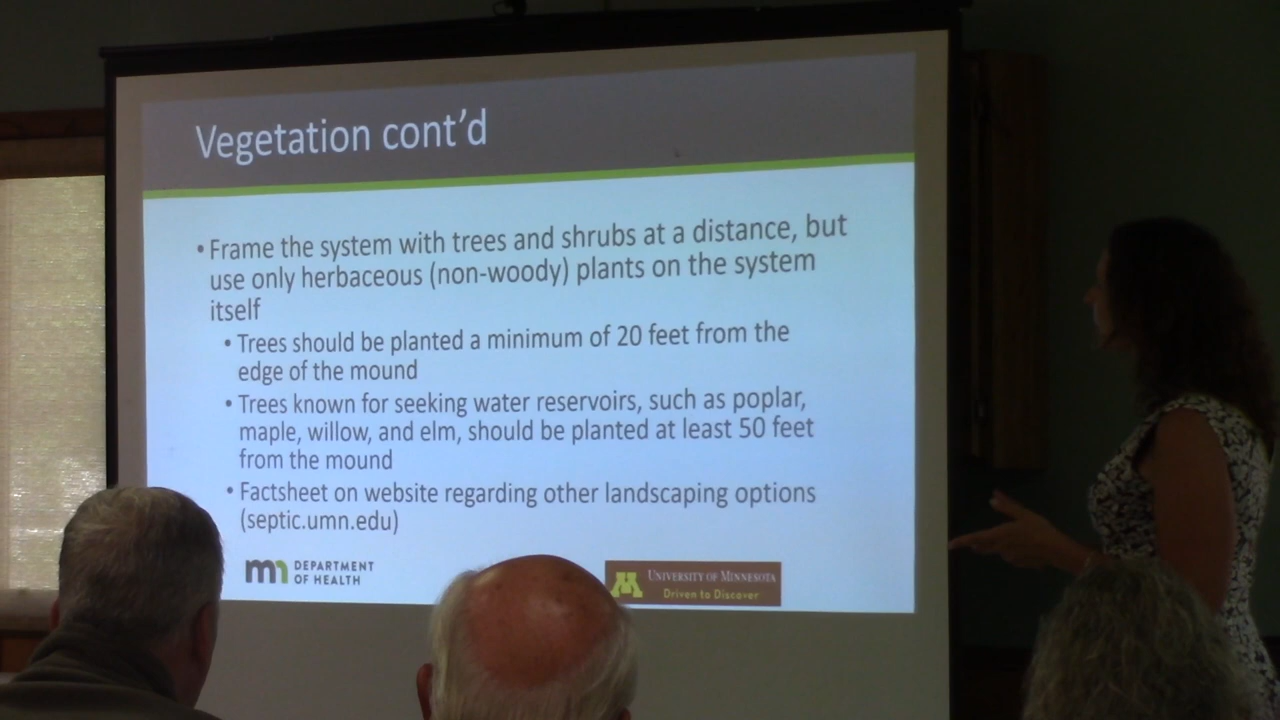 Vegetation cont'd
• Frame the system with trees and shrubs at a distance, but
use only herbaceous (non-woody) plants on the system
itself
• Trees should be planted a minimum of 20 feet from the
edge of the mound
• Trees known for seeking water reservoirs, such as poplar,
maple, willow, and elm, should be planted at least 50 feet
from the mound
• Factsheet on website regarding other landscaping options
(septic.umn.edu)
mn DEPARTMENT
OF HEALTH
M UNIVERSITY OF MINNESOTA
Driven to Discover